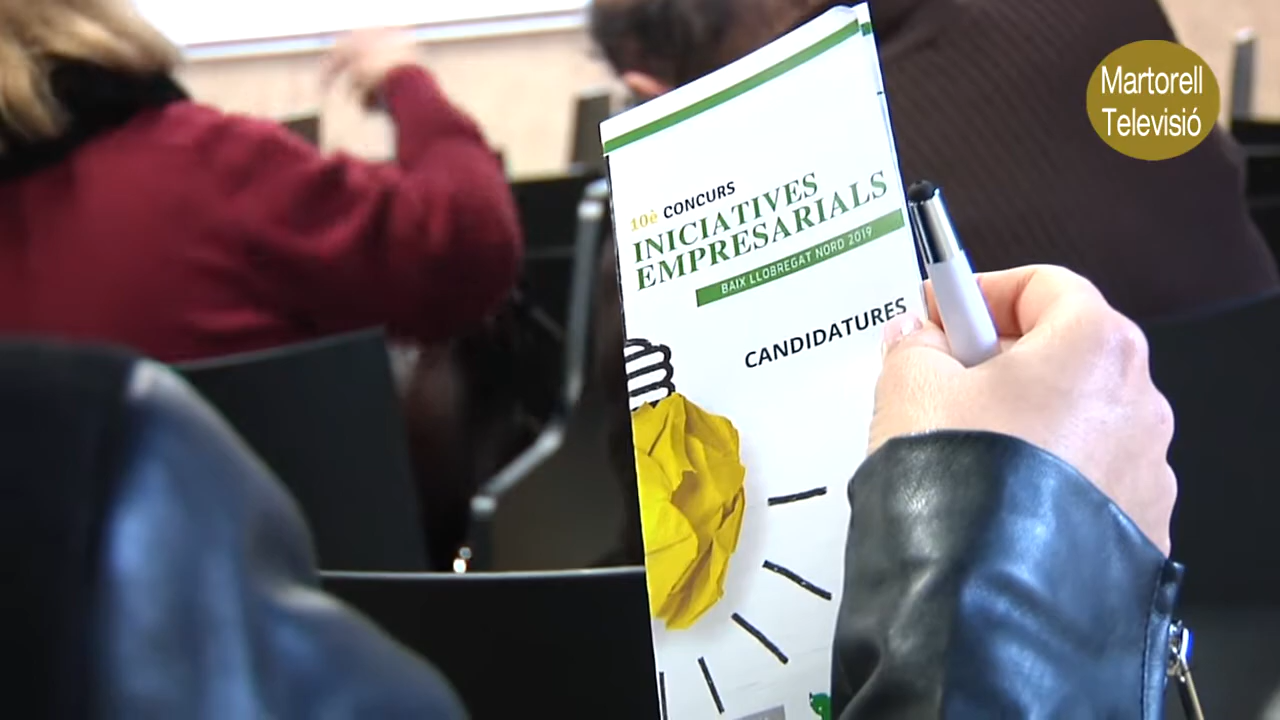 Martorell
Televisió
10è CONCURS
INICIATIVES
EMPRESARIALS
BAIX LLOBREGAT NORD 2019
CANDIDATURES